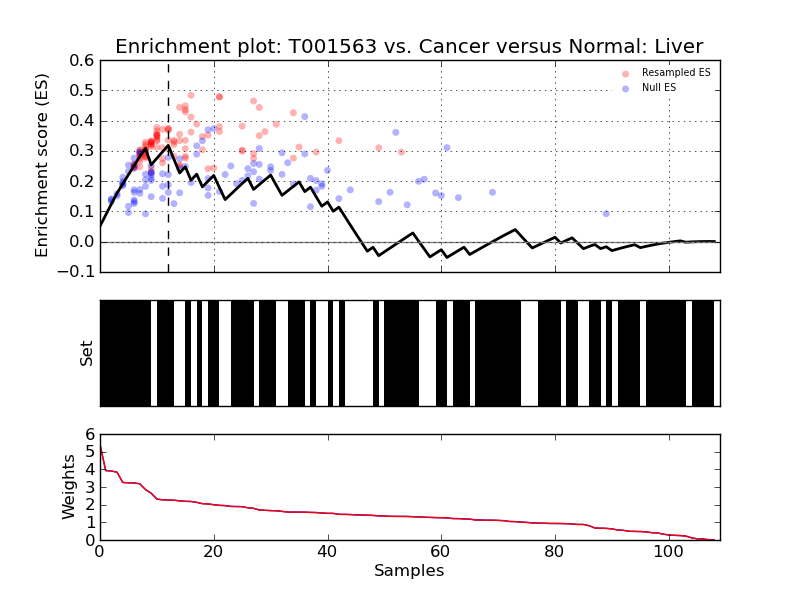 Enrichment plot: T001563 vs. Cancer versus Normal: Liver
Enrichment score (ES)
0.6
0.5
0.4
0.3
0.2
0.1
0.0
−0.1
Resampled ES
Null ES
Set
Weights
6
5
4
3
2
1
0
0 20 40 60 80 100
Samples